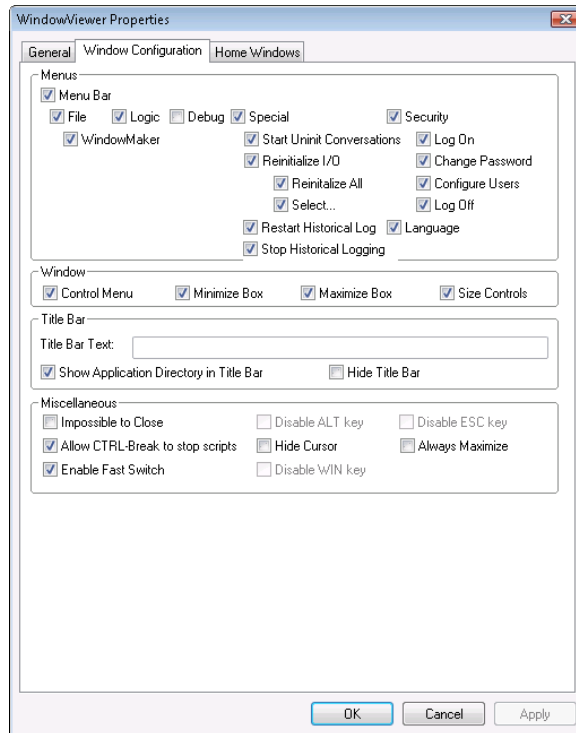 WindowViewer Properties
General Window Configuration Home Windows
Menus
Menu Bar
File Logic Debug Special Security
WindowMaker Start Uninit Conversations Log On
Reinitialize I/O Change Password
Reinitalize All Configure Users
Select... Log Off
Restart Historical Log Language
Stop Historical Logging
Window
Control Menu Minimize Box Maximize Box Size Controls
Title Bar
Title Bar Text:
Show Application Directory in Title Bar Hide Title Bar
Miscellaneous
Impossible to Close Disable ALT key Disable ESC key
Allow CTRL-Break to stop scripts Hide Cursor Always Maximize
Enable Fast Switch Disable WIN key
OK Cancel Apply